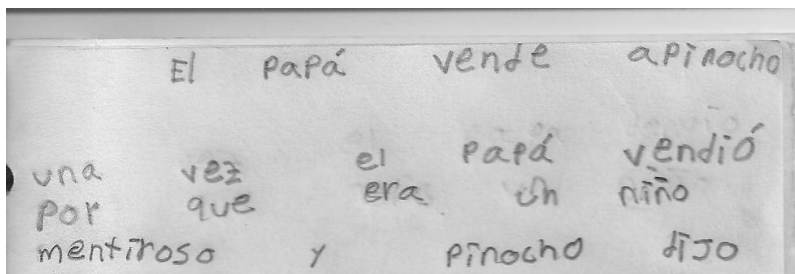 El papá vende apinocho
una vez el papá vendió
por que era un niño
mentiroso y pinocho dijo